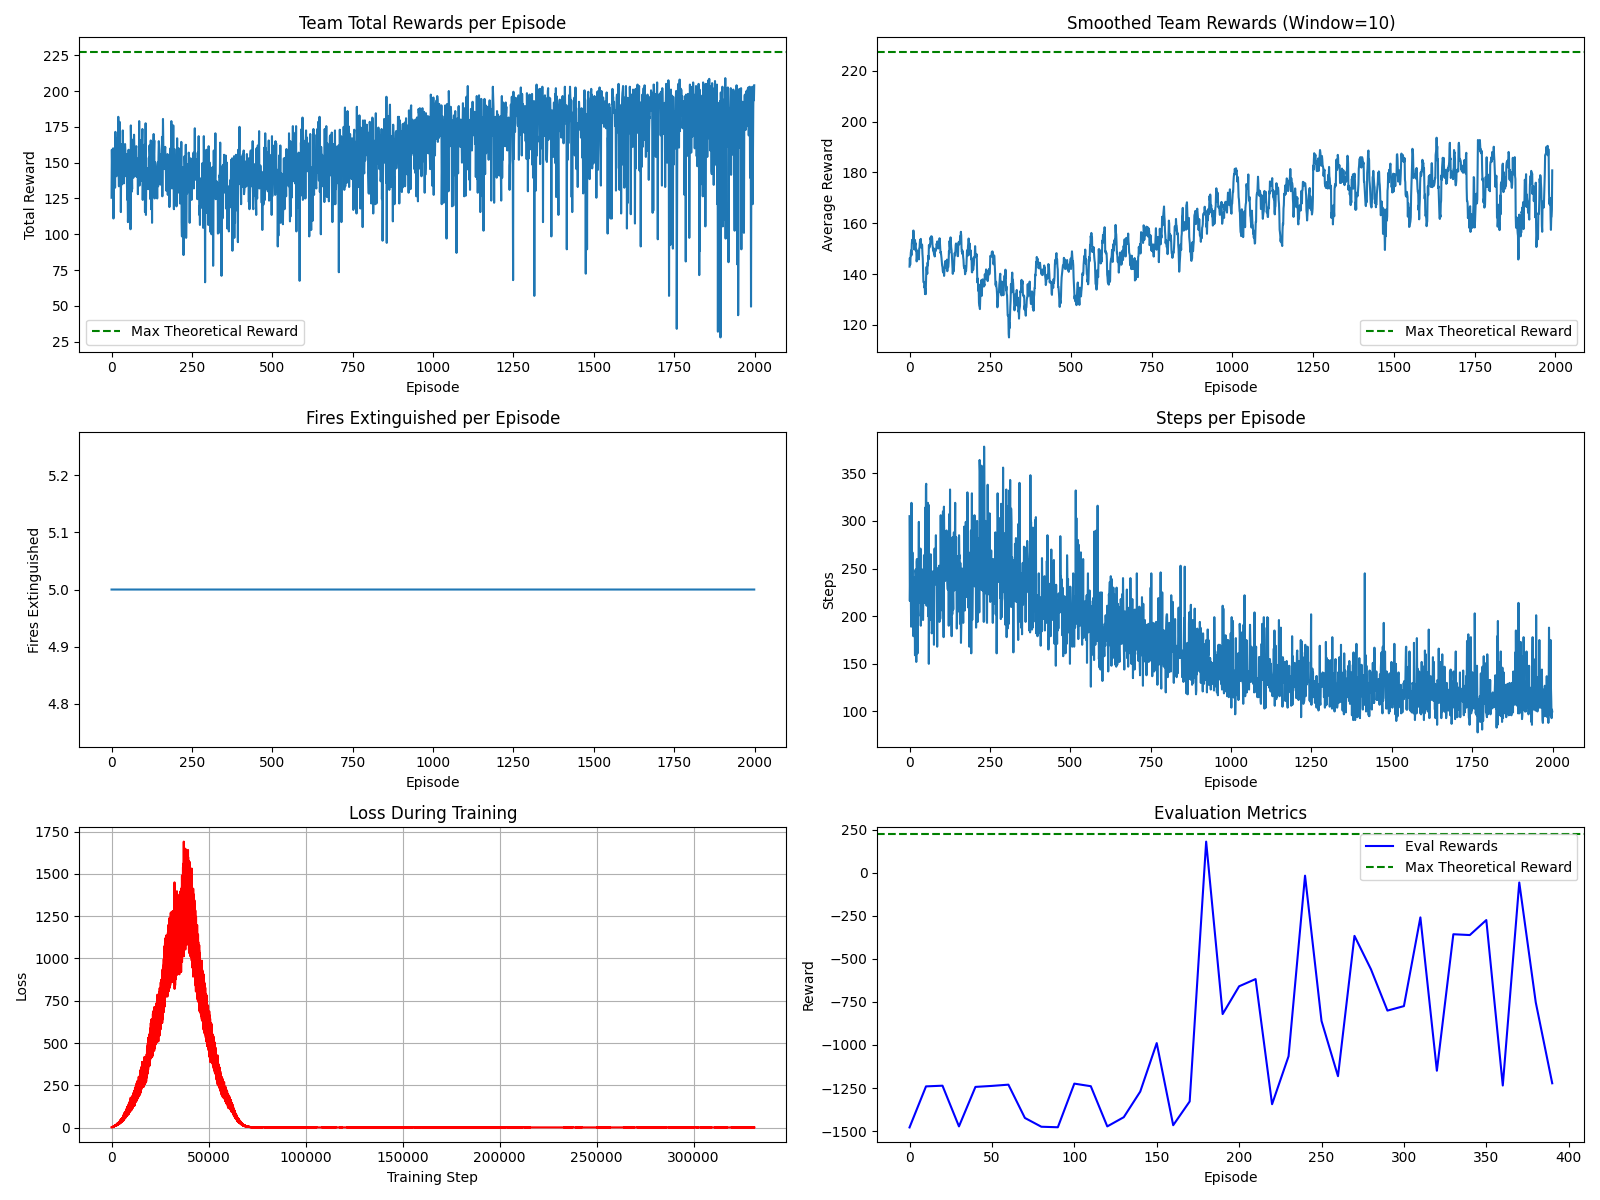 Team Total Rewards per Episode
Total Reward
225
200
175
150
125
100
75
50
25
Max Theoretical Reward
0 250 500 750 1000 1250 1500 1750 2000
Episode
Smoothed Team Rewards (Window=10)
Average Reward
220
200
180
160
140
120
Max Theoretical Reward
0 250 500 750 1000 1250 1500 1750 2000
Episode
Fires Extinguished per Episode
Fires Extinguished
5.2
5.1
5.0
4.9
4.8
0 250 500 750 1000 1250 1500 1750 2000
Episode
Steps per Episode
Steps
350
300
250
200
150
100
0 250 500 750 1000 1250 1500 1750 2000
Episode
Loss During Training
Loss
1750
1500
1250
1000
750
500
250
0
0 50000 100000 150000 200000 250000 300000
Training Step
Evaluation Metrics
Reward
250
0
−250
−500
−750
−1000
−1250
−1500
Eval Rewards
Max Theoretical Reward
0 50 100 150 200 250 300 350 400
Episode